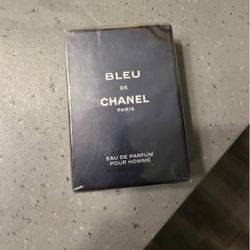 BLEU
DE
CHANEL
PARIS
EAU DE PARFUM
POUR HOMME